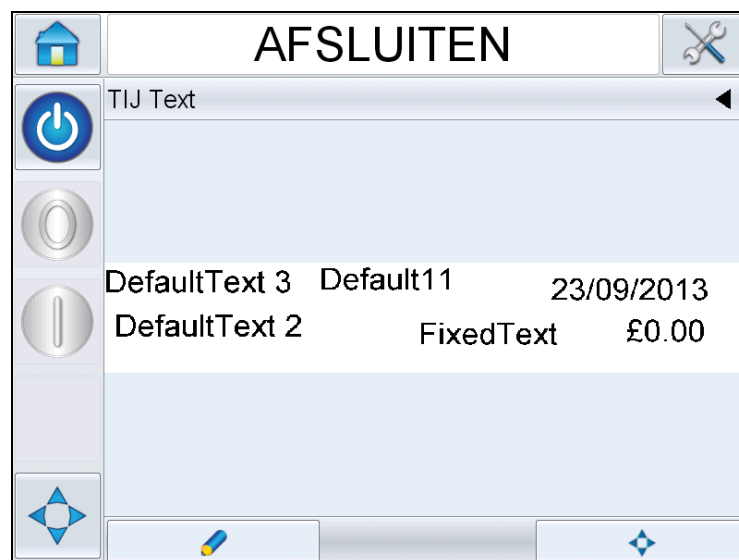 AFSLUITEN
TIJ Text
DefaultText 3 Default11 23/09/2013
DefaultText 2 FixedText £0.00